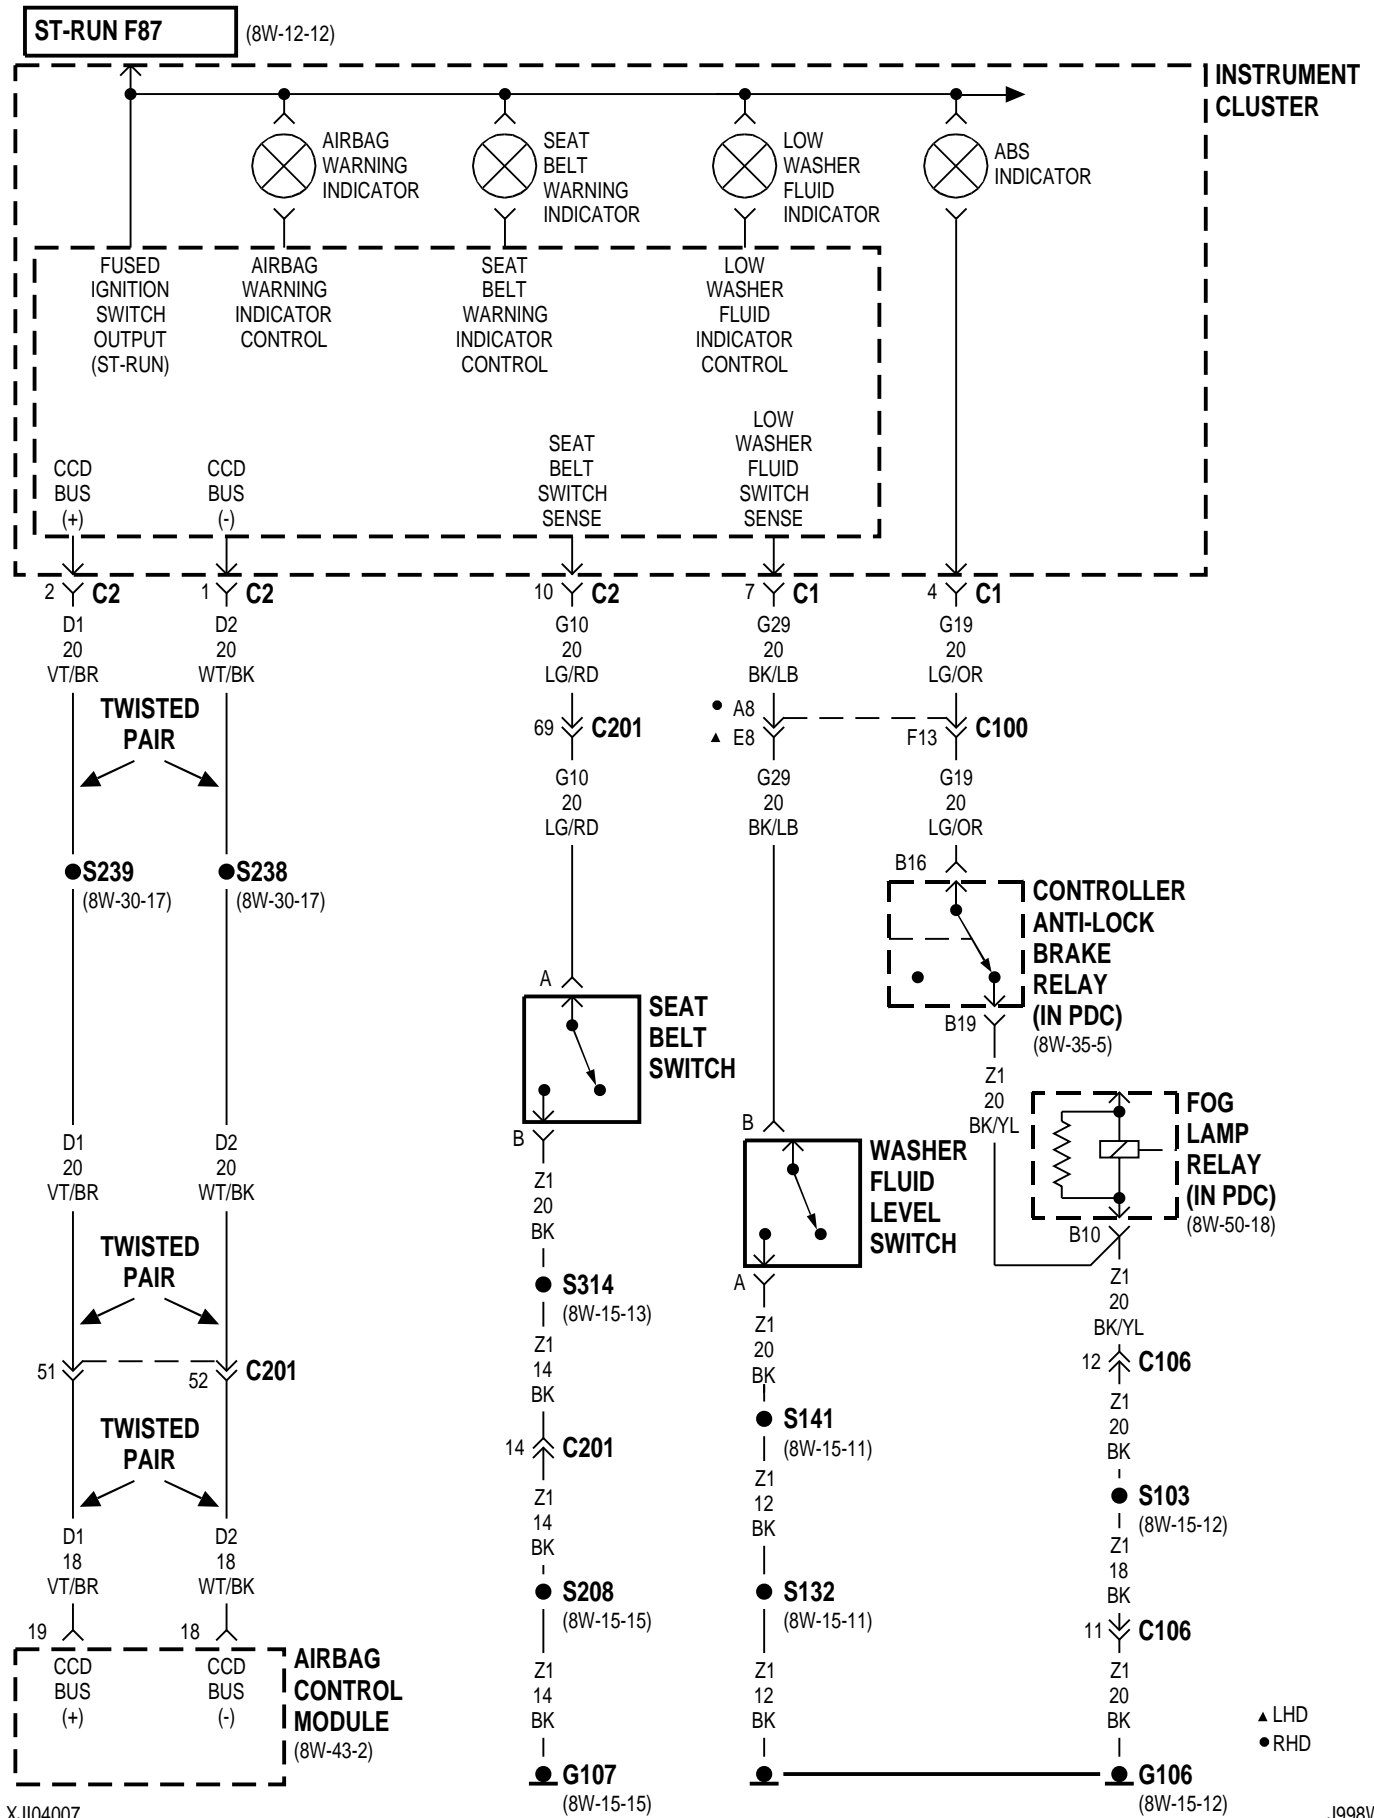 ST-RUN F87
(8W-12-12)
INSTRUMENT
CLUSTER
AIRBAG
WARNING
INDICATOR
SEAT
BELT
WARNING
INDICATOR
LOW
WASHER
FLUID
INDICATOR
ABS
INDICATOR
FUSED
IGNITION
SWITCH
OUTPUT
(ST-RUN)
AIRBAG
WARNING
INDICATOR
CONTROL
SEAT
BELT
WARNING
INDICATOR
CONTROL
LOW
WASHER
FLUID
INDICATOR
CONTROL
CCD
BUS
(+)
CCD
BUS
(-)
SEAT
BELT
SWITCH
SENSE
LOW
WASHER
FLUID
SWITCH
SENSE
2 C2
1 C2
10 C2
7 C1
4 C1
D1
20
VT/BR
D2
20
WT/BK
G10
20
LG/RD
G29
20
BK/LB
G19
20
LG/OR
TWISTED
PAIR
69 C201
● A8
▲ E8
F13 C100
G10
20
LG/RD
G29
20
BK/LB
G19
20
LG/OR
S239
(8W-30-17)
S238
(8W-30-17)
B16
CONTROLLER
ANTI-LOCK
BRAKE
RELAY
(IN PDC)
(8W-35-5)
B19
A
SEAT
BELT
SWITCH
B
Z1
20
BK/YL
FOG
LAMP
RELAY
(IN PDC)
(8W-50-18)
B10
B
WASHER
FLUID
LEVEL
SWITCH
A
D1
20
VT/BR
D2
20
WT/BK
Z1
20
BK
TWISTED
PAIR
S314
(8W-15-13)
Z1
20
BK
Z1
20
BK/YL
51
52 C201
Z1
14
BK
12 C106
TWISTED
PAIR
14 C201
S141
(8W-15-11)
Z1
20
BK
Z1
14
BK
Z1
12
BK
S103
(8W-15-12)
D1
18
VT/BR
D2
18
WT/BK
Z1
18
BK
S208
(8W-15-15)
S132
(8W-15-11)
19
18
11 C106
CCD
BUS
(+)
CCD
BUS
(-)
AIRBAG
CONTROL
MODULE
(8W-43-2)
Z1
14
BK
Z1
12
BK
Z1
20
BK
▲ LHD
● RHD
G107
(8W-15-15)
G106
(8W-15-12)